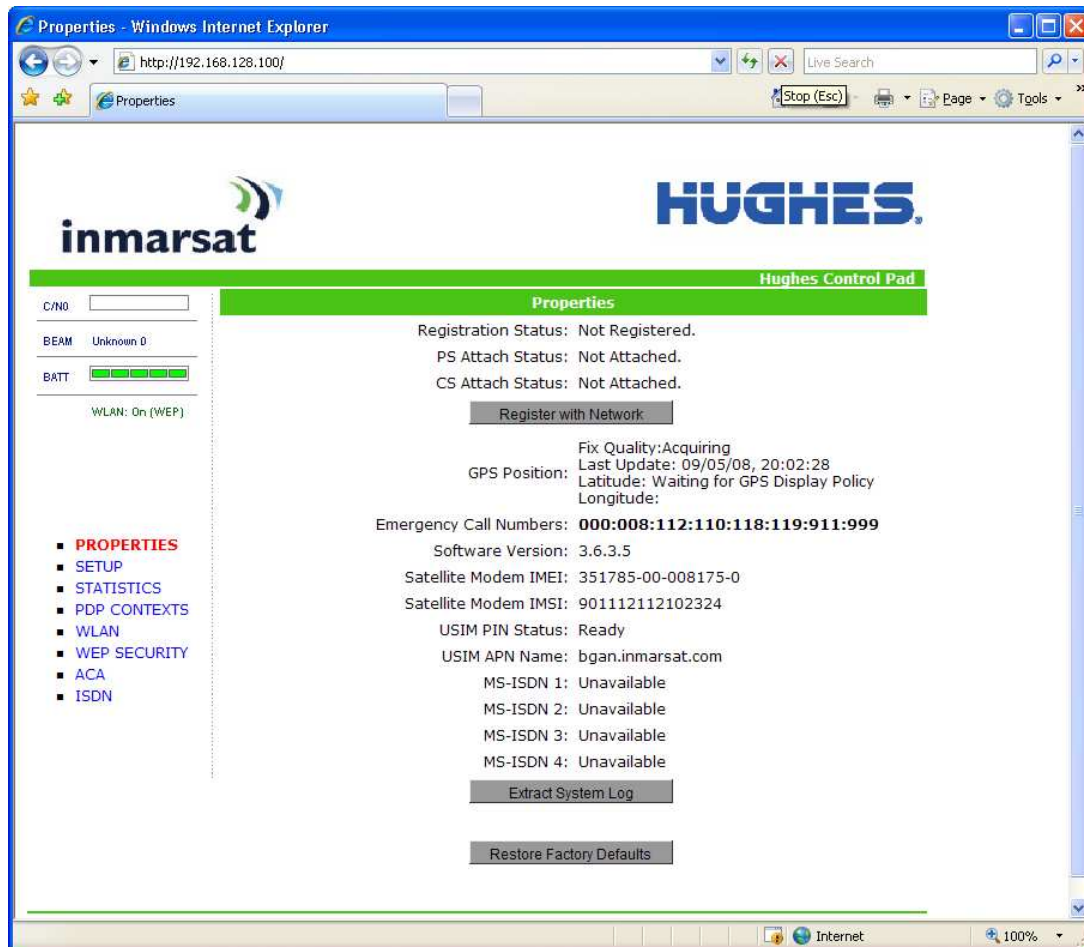 Properties - Windows Internet Explorer
http://192.168.128.100/
Live Search
Properties
Stop (Esc)
Page
Tools
inmarsat
HUGHES.
Hughes Control Pad
C/N0
BEAM Unknown 0
BATT
WLAN: On (WEP)
PROPERTIES
SETUP
STATISTICS
PDP CONTEXTS
WLAN
WEP SECURITY
ACA
ISDN
Properties
Registration Status: Not Registered.
PS Attach Status: Not Attached.
CS Attach Status: Not Attached.
Register with Network
GPS Position: Fix Quality:Acquiring
Last Update: 09/05/08, 20:02:28
Latitude: Waiting for GPS Display Policy
Longitude:
Emergency Call Numbers: 000:008:112:110:118:119:911:999
Software Version: 3.6.3.5
Satellite Modem IMEI: 351785-00-008175-0
Satellite Modem IMSI: 901112112102324
USIM PIN Status: Ready
USIM APN Name: bgan.inmarsat.com
MS-ISDN 1: Unavailable
MS-ISDN 2: Unavailable
MS-ISDN 3: Unavailable
MS-ISDN 4: Unavailable
Extract System Log
Restore Factory Defaults
Internet
100%